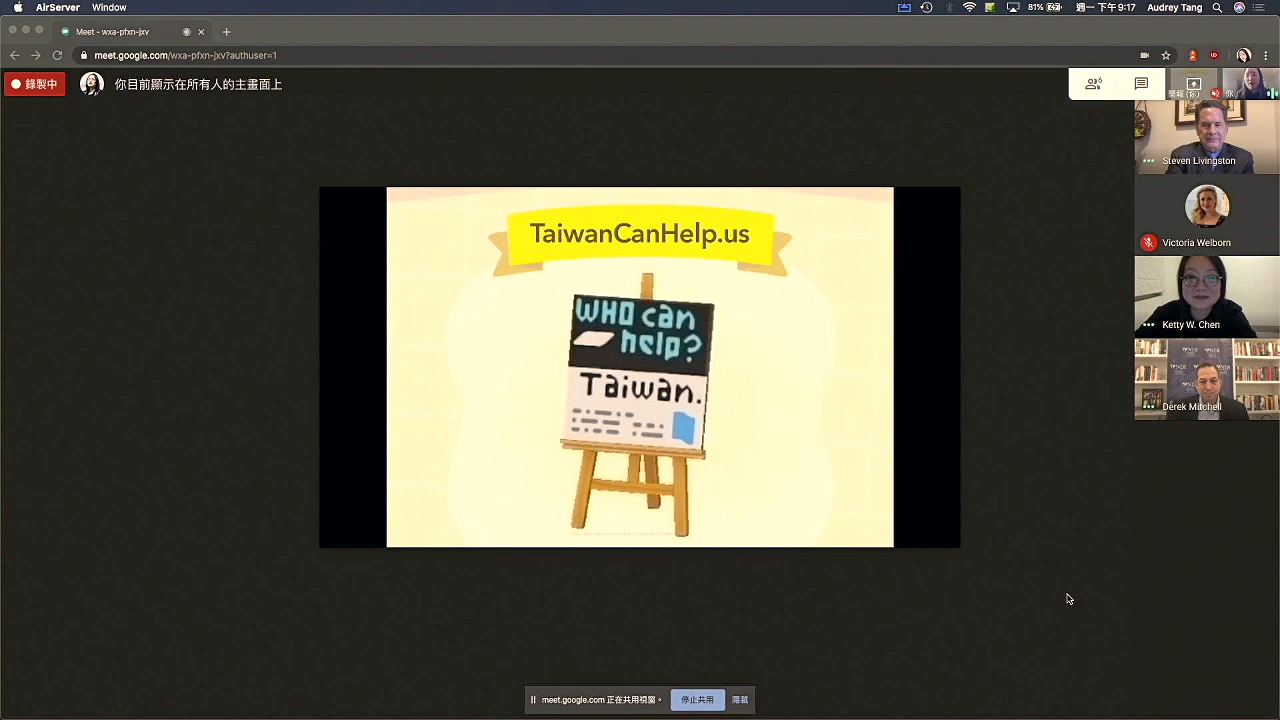 AirServer Window
81% 週一 下午 9:17 Audrey Tang
Meet - wxa-pfxn-jxv
meet.google.com/wxa-pfxn-jxv?authuser=1
錄製中
你目前顯示在所有人的主畫面上
6
你
Steven Livingston
Victoria Welborn
Ketty W. Chen
NDI
Derek Mitchell
TaiwanCanHelp.us
WHO can
help?
Taiwan.
meet.google.com 正在共用視窗。 停止共用 隱藏